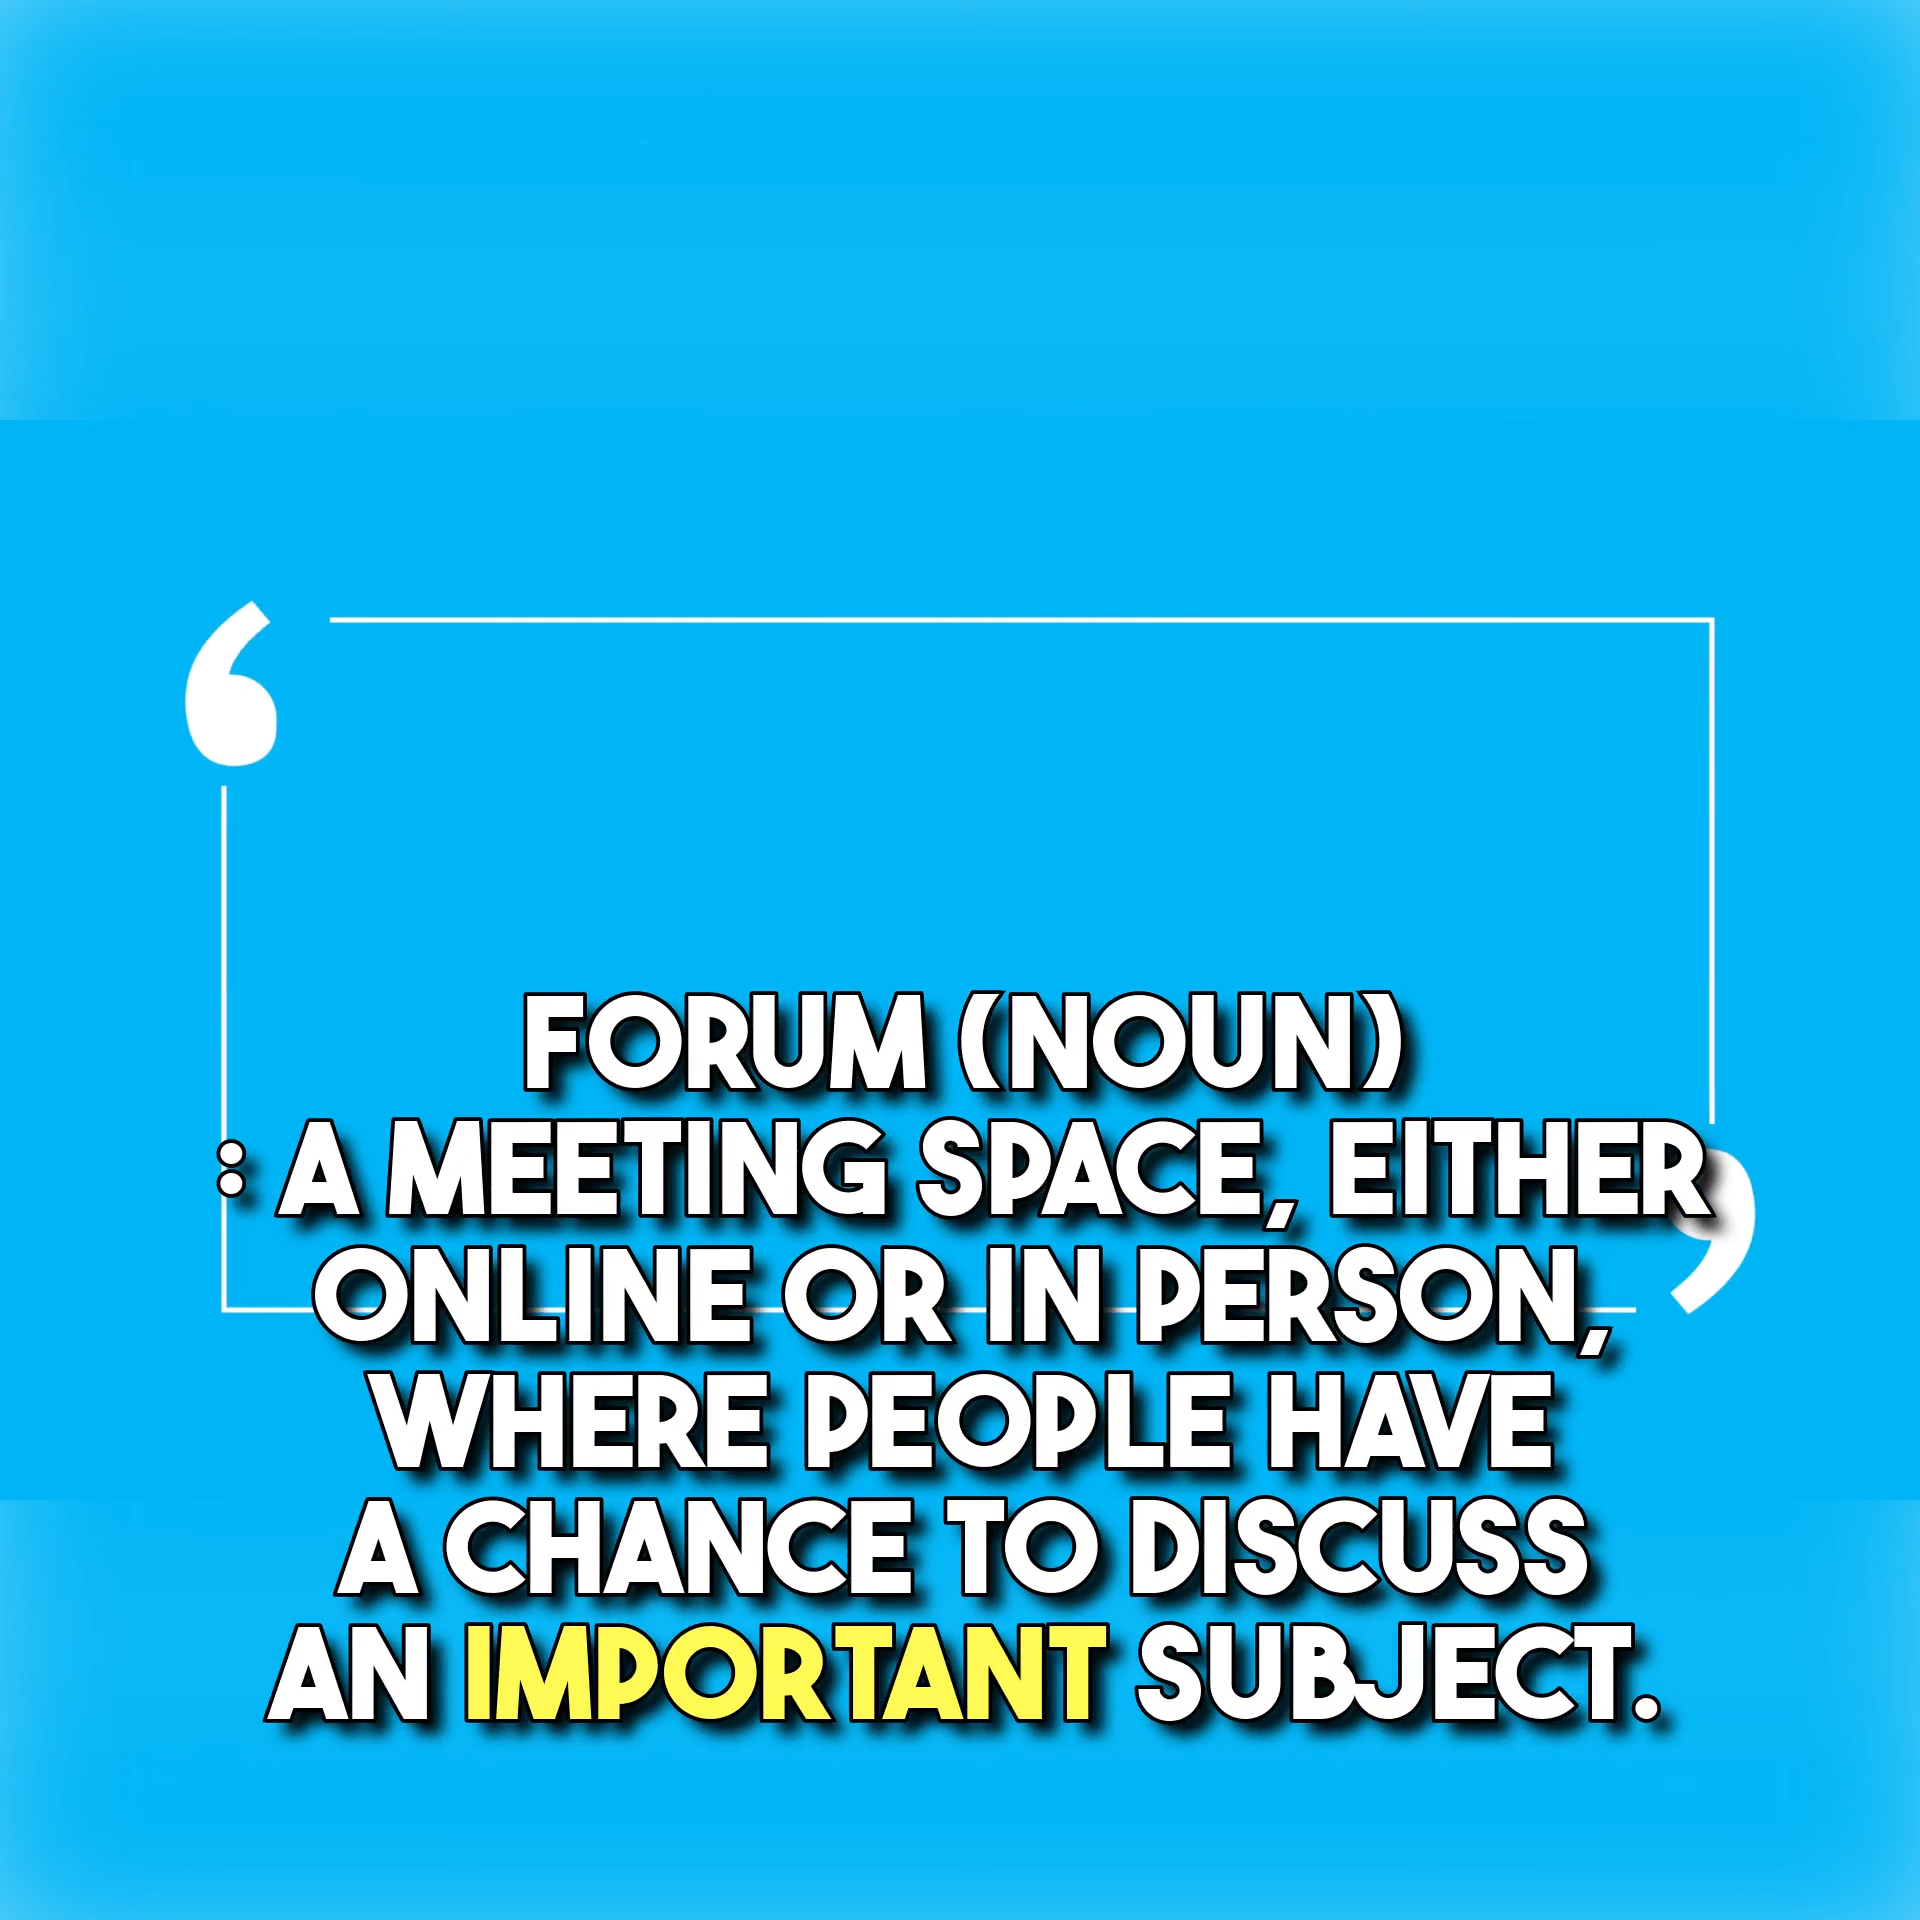 FORUM (NOUN)
: A MEETING SPACE, EITHER
ONLINE OR IN PERSON,
WHERE PEOPLE HAVE
A CHANCE TO DISCUSS
AN IMPORTANT SUBJECT.